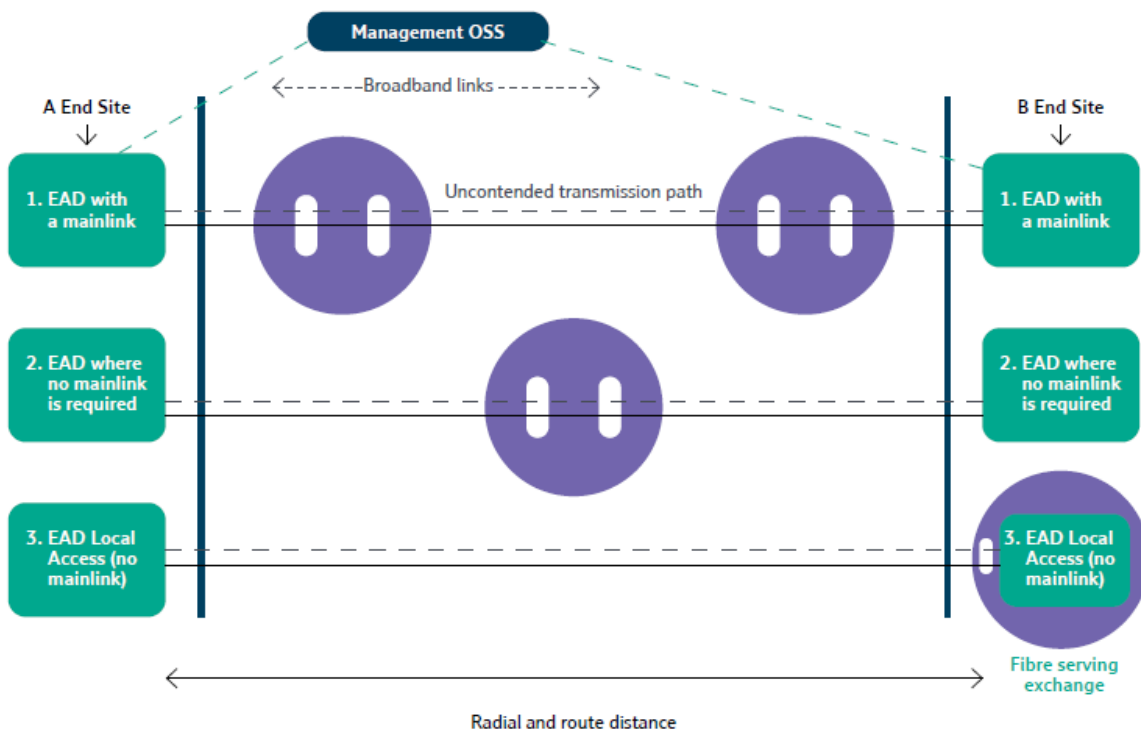 Management OSS
Broadband links
A End Site
B End Site
1. EAD with
a mainlink
Uncontended transmission path
1. EAD with
a mainlink
2. EAD where
no mainlink
is required
2. EAD where
no mainlink
is required
3. EAD Local
Access (no
mainlink)
3. EAD Local
Access (no
mainlink)
Fibre serving
exchange
Radial and route distance